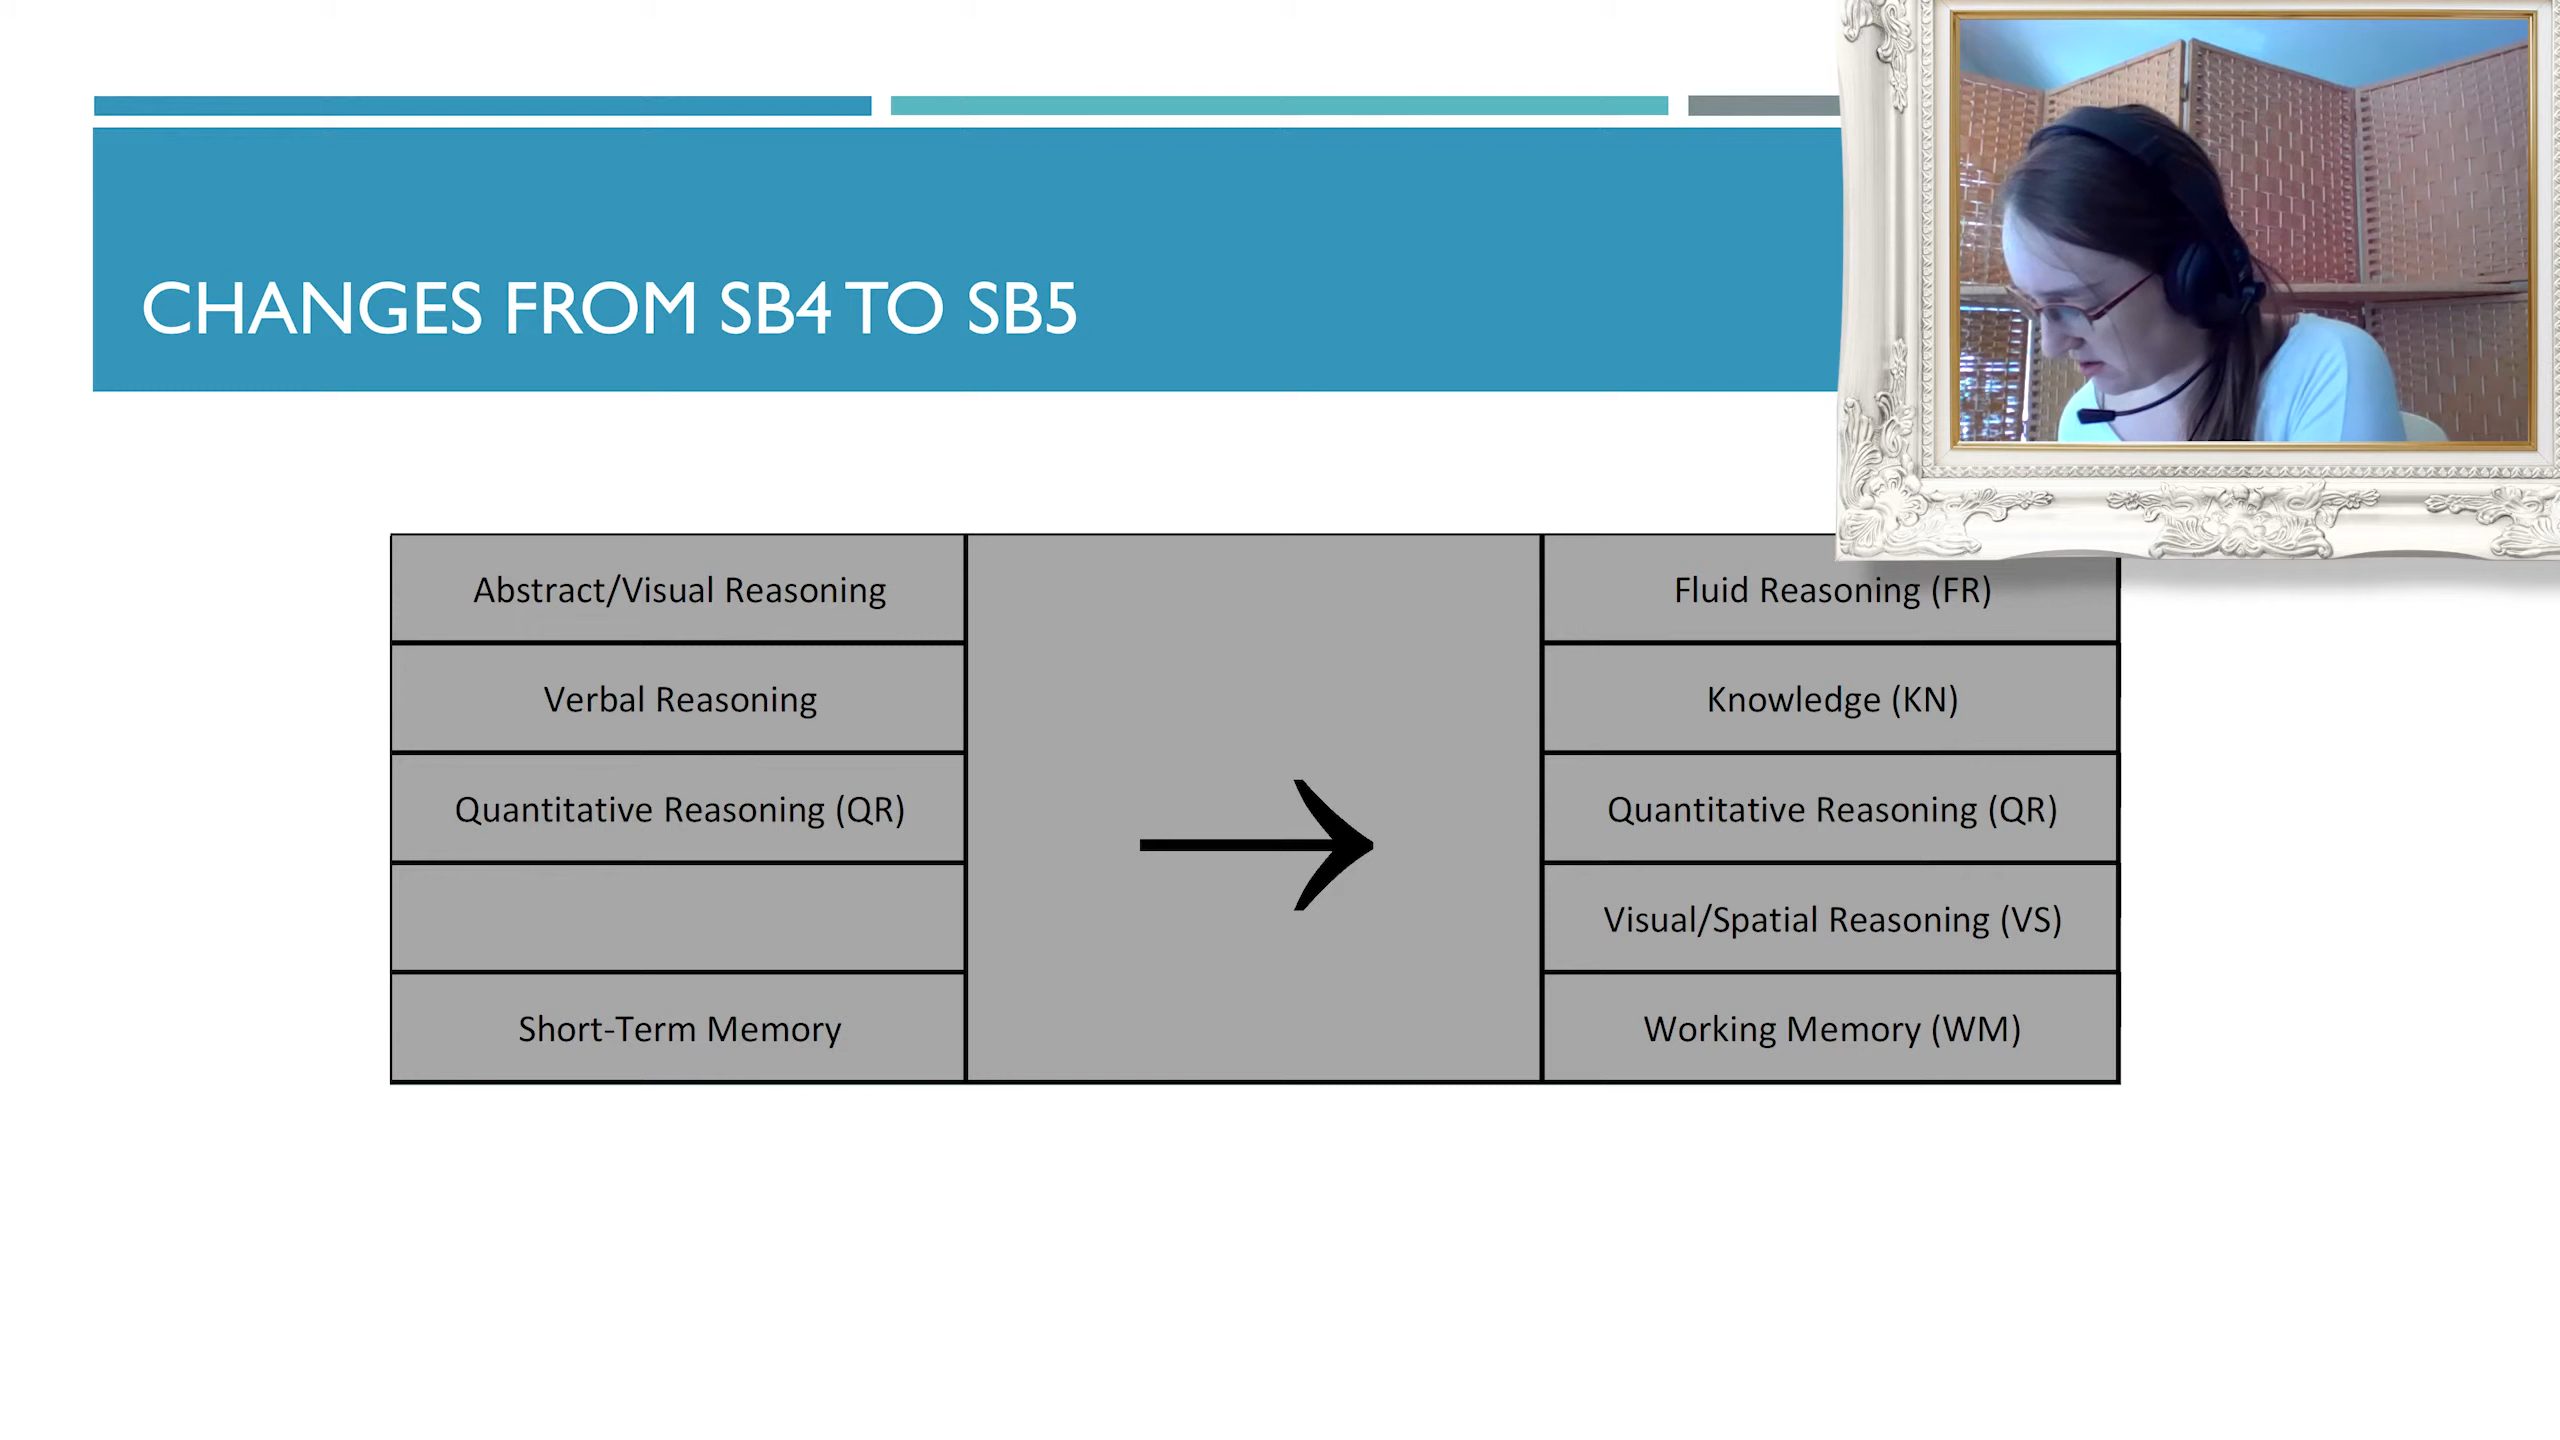 CHANGES FROM SB4 TO SB5
Abstract/Visual Reasoning
Fluid Reasoning (FR)
Verbal Reasoning
Knowledge (KN)
Quantitative Reasoning (QR)
Quantitative Reasoning (QR)
Visual/Spatial Reasoning (VS)
Short-Term Memory
Working Memory (WM)